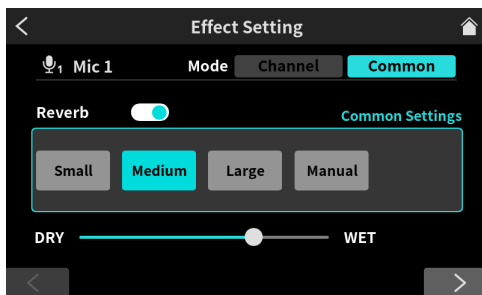 Effect Setting
1 Mic 1 Mode Channel Common
Reverb
Common Settings
Small Medium Large Manual
DRY WET